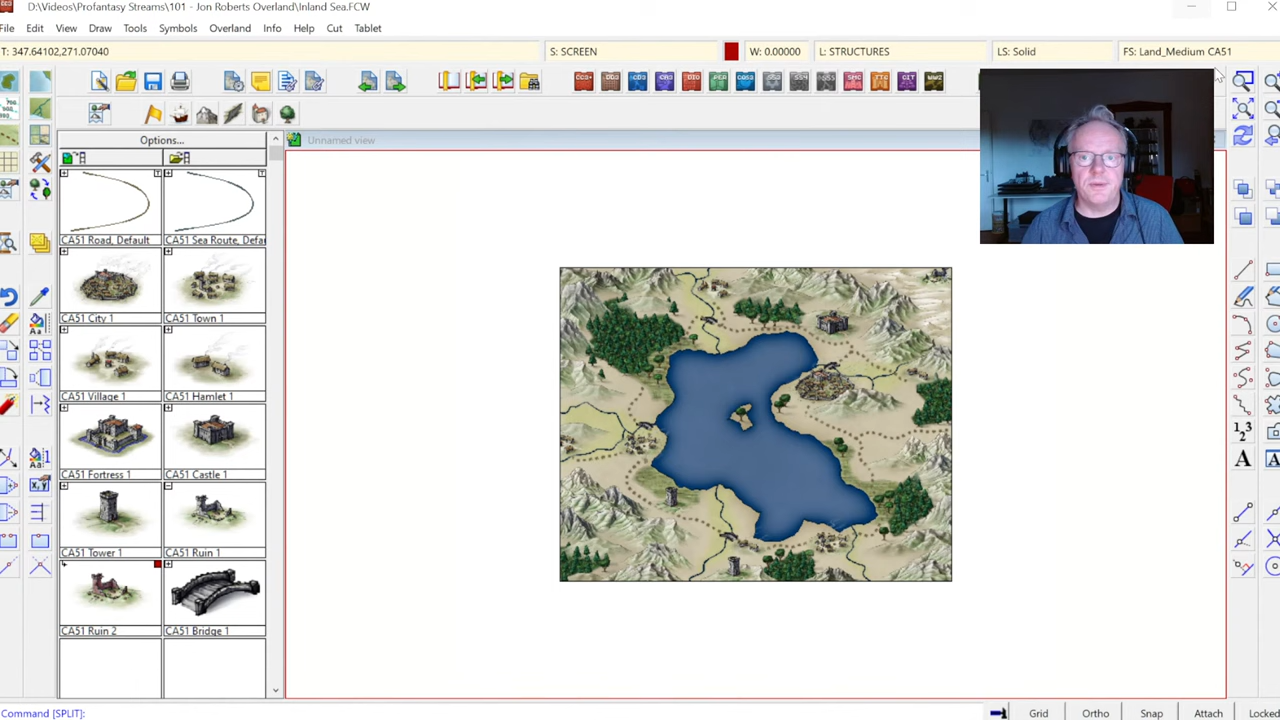 D:\Videos\Profantasy Streams\101 - Jon Roberts Overland\Inland Sea.FCW
File Edit View Draw Tools Symbols Overland Info Help Cut Tablet
T: 347.64102,271.07040 S: SCREEN W: 0.00000 L: STRUCTURES LS: Solid FS: Land_Medium CA51
Options...
Unnamed view
CA51 Road, Default CA51 Sea Route, Defau
CA51 City 1 CA51 Town 1
CA51 Village 1 CA51 Hamlet 1
CA51 Fortress 1 CA51 Castle 1
CA51 Tower 1 CA51 Ruin 1
CA51 Ruin 2 CA51 Bridge 1
Command [SPLIT]: Grid Ortho Snap Attach Locked